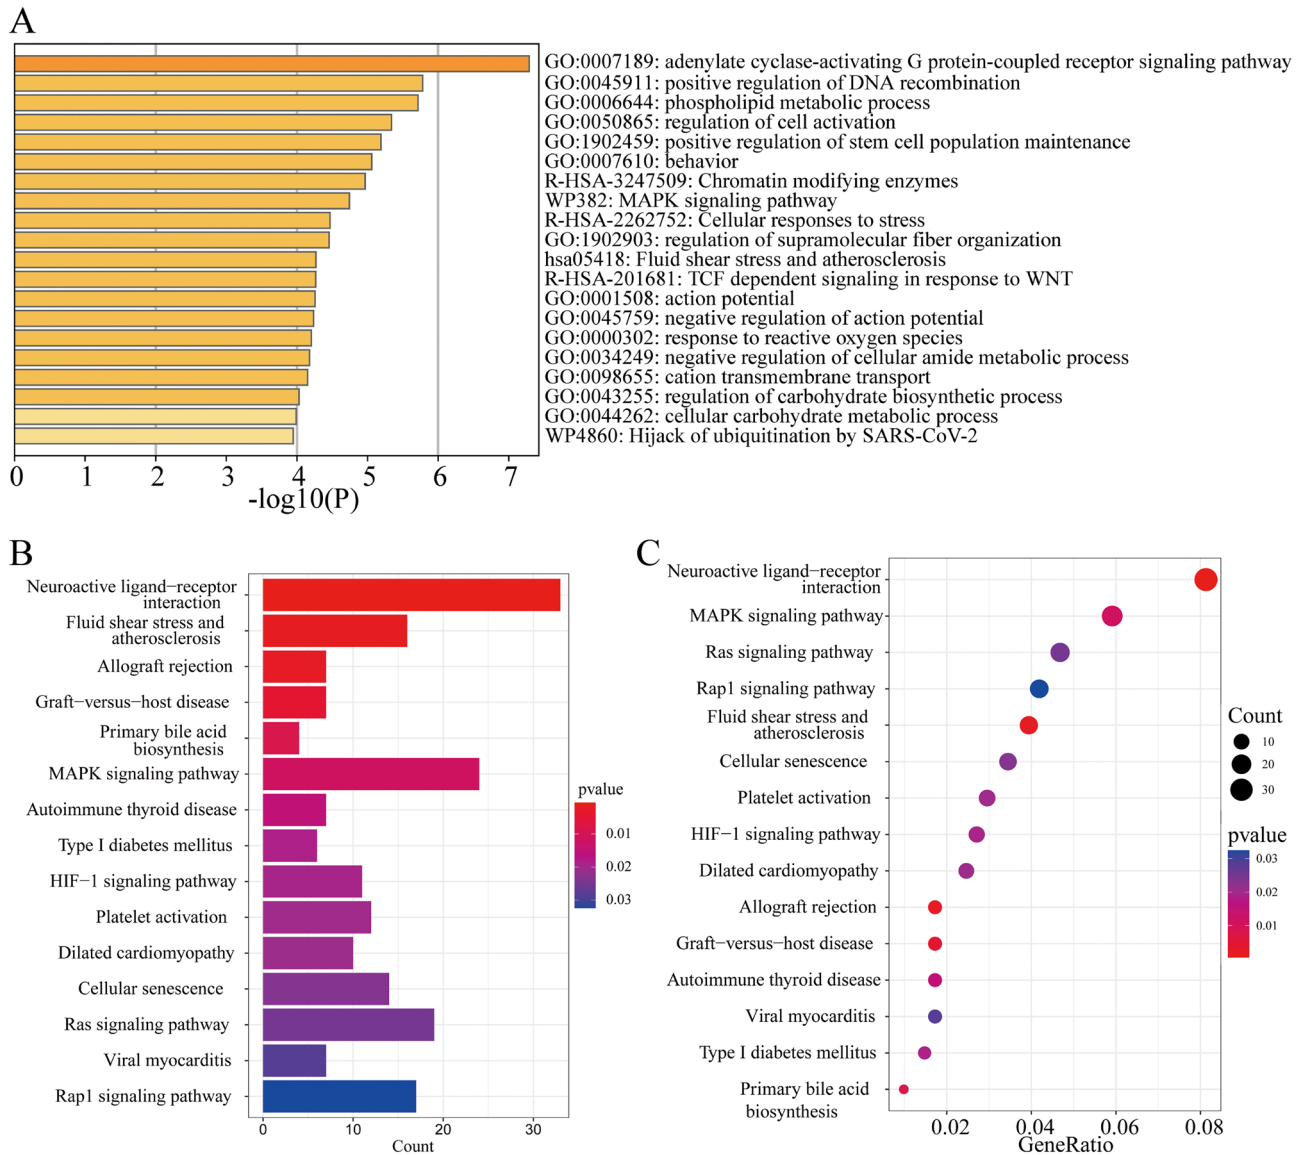 A
GO:0007189: adenylate cyclase-activating G protein-coupled receptor signaling pathway
GO:0045911: positive regulation of DNA recombination
GO:0006644: phospholipid metabolic process
GO:0050865: regulation of cell activation
GO:1902459: positive regulation of stem cell population maintenance
GO:0007610: behavior
R-HSA-3247509: Chromatin modifying enzymes
WP382: MAPK signaling pathway
R-HSA-2262752: Cellular responses to stress
GO:1902903: regulation of supramolecular fiber organization
hsa05418: Fluid shear stress and atherosclerosis
R-HSA-201681: TCF dependent signaling in response to WNT
GO:0001508: action potential
GO:0045759: negative regulation of action potential
GO:0000302: response to reactive oxygen species
GO:0034249: negative regulation of cellular amide metabolic process
GO:0098655: cation transmembrane transport
GO:0043255: regulation of carbohydrate biosynthetic process
GO:0044262: cellular carbohydrate metabolic process
WP4860: Hijack of ubiquitination by SARS-CoV-2
0 1 2 3 4 5 6 7
-log10(P)
B
Neuroactive ligand−receptor
interaction
Fluid shear stress and
atherosclerosis
Allograft rejection
Graft−versus−host disease
Primary bile acid
biosynthesis
MAPK signaling pathway
Autoimmune thyroid disease
Type I diabetes mellitus
HIF−1 signaling pathway
Platelet activation
Dilated cardiomyopathy
Cellular senescence
Ras signaling pathway
Viral myocarditis
Rap1 signaling pathway
0 10 20 30
Count
pvalue
0.01
0.02
0.03
C
Neuroactive ligand−receptor
interaction
MAPK signaling pathway
Ras signaling pathway
Rap1 signaling pathway
Fluid shear stress and
atherosclerosis
Cellular senescence
Platelet activation
HIF−1 signaling pathway
Dilated cardiomyopathy
Allograft rejection
Graft−versus−host disease
Autoimmune thyroid disease
Viral myocarditis
Type I diabetes mellitus
Primary bile acid
biosynthesis
0.02 0.04 0.06 0.08
GeneRatio
Count
10
20
30
pvalue
0.03
0.02
0.01